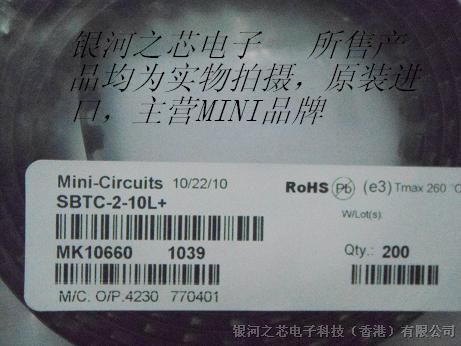 银河之芯电子 所售产
品均为实物拍摄，原装进
口，主营MINI品牌
Mini-Circuits 10/22/10
RoHS Pb (e3) Tmax 260 °C
SBTC-2-10L+
W/Lot(s).
MK10660 1039
Qty.: 200
M/C. O/P.4230 770401
银河之芯电子科技（香港）有限公司